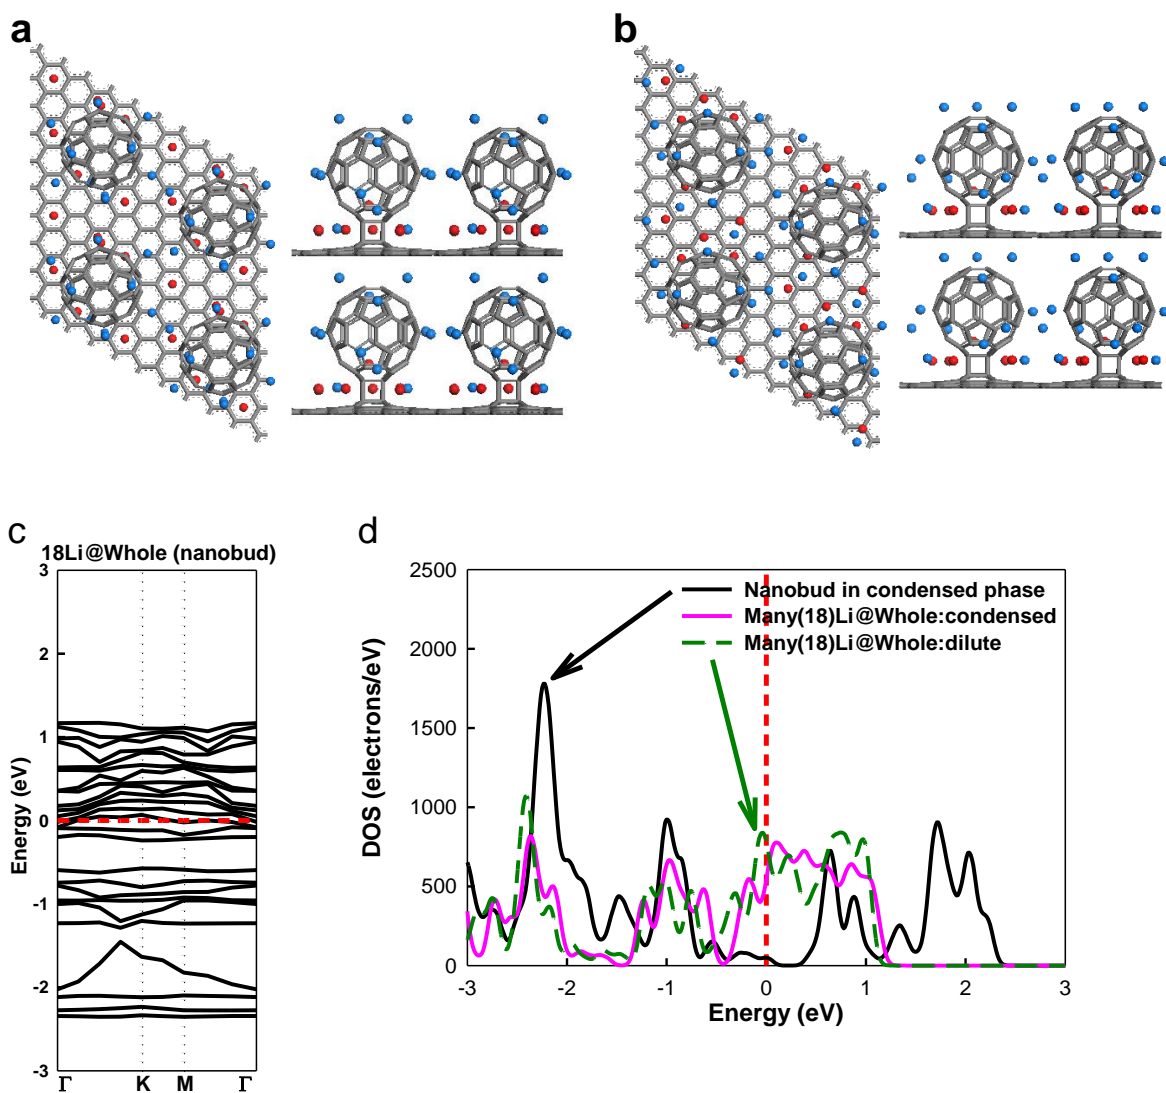 a
b
c
18Li@Whole (nanobud)
3
2
1
0
-1
-2
-3
Energy (eV)
Γ K M Γ
d
2500
2000
1500
1000
500
0
DOS (electrons/eV)
Nanobud in condensed phase
Many(18)Li@Whole:condensed
Many(18)Li@Whole:dilute
-3 -2 -1 0 1 2 3
Energy (eV)